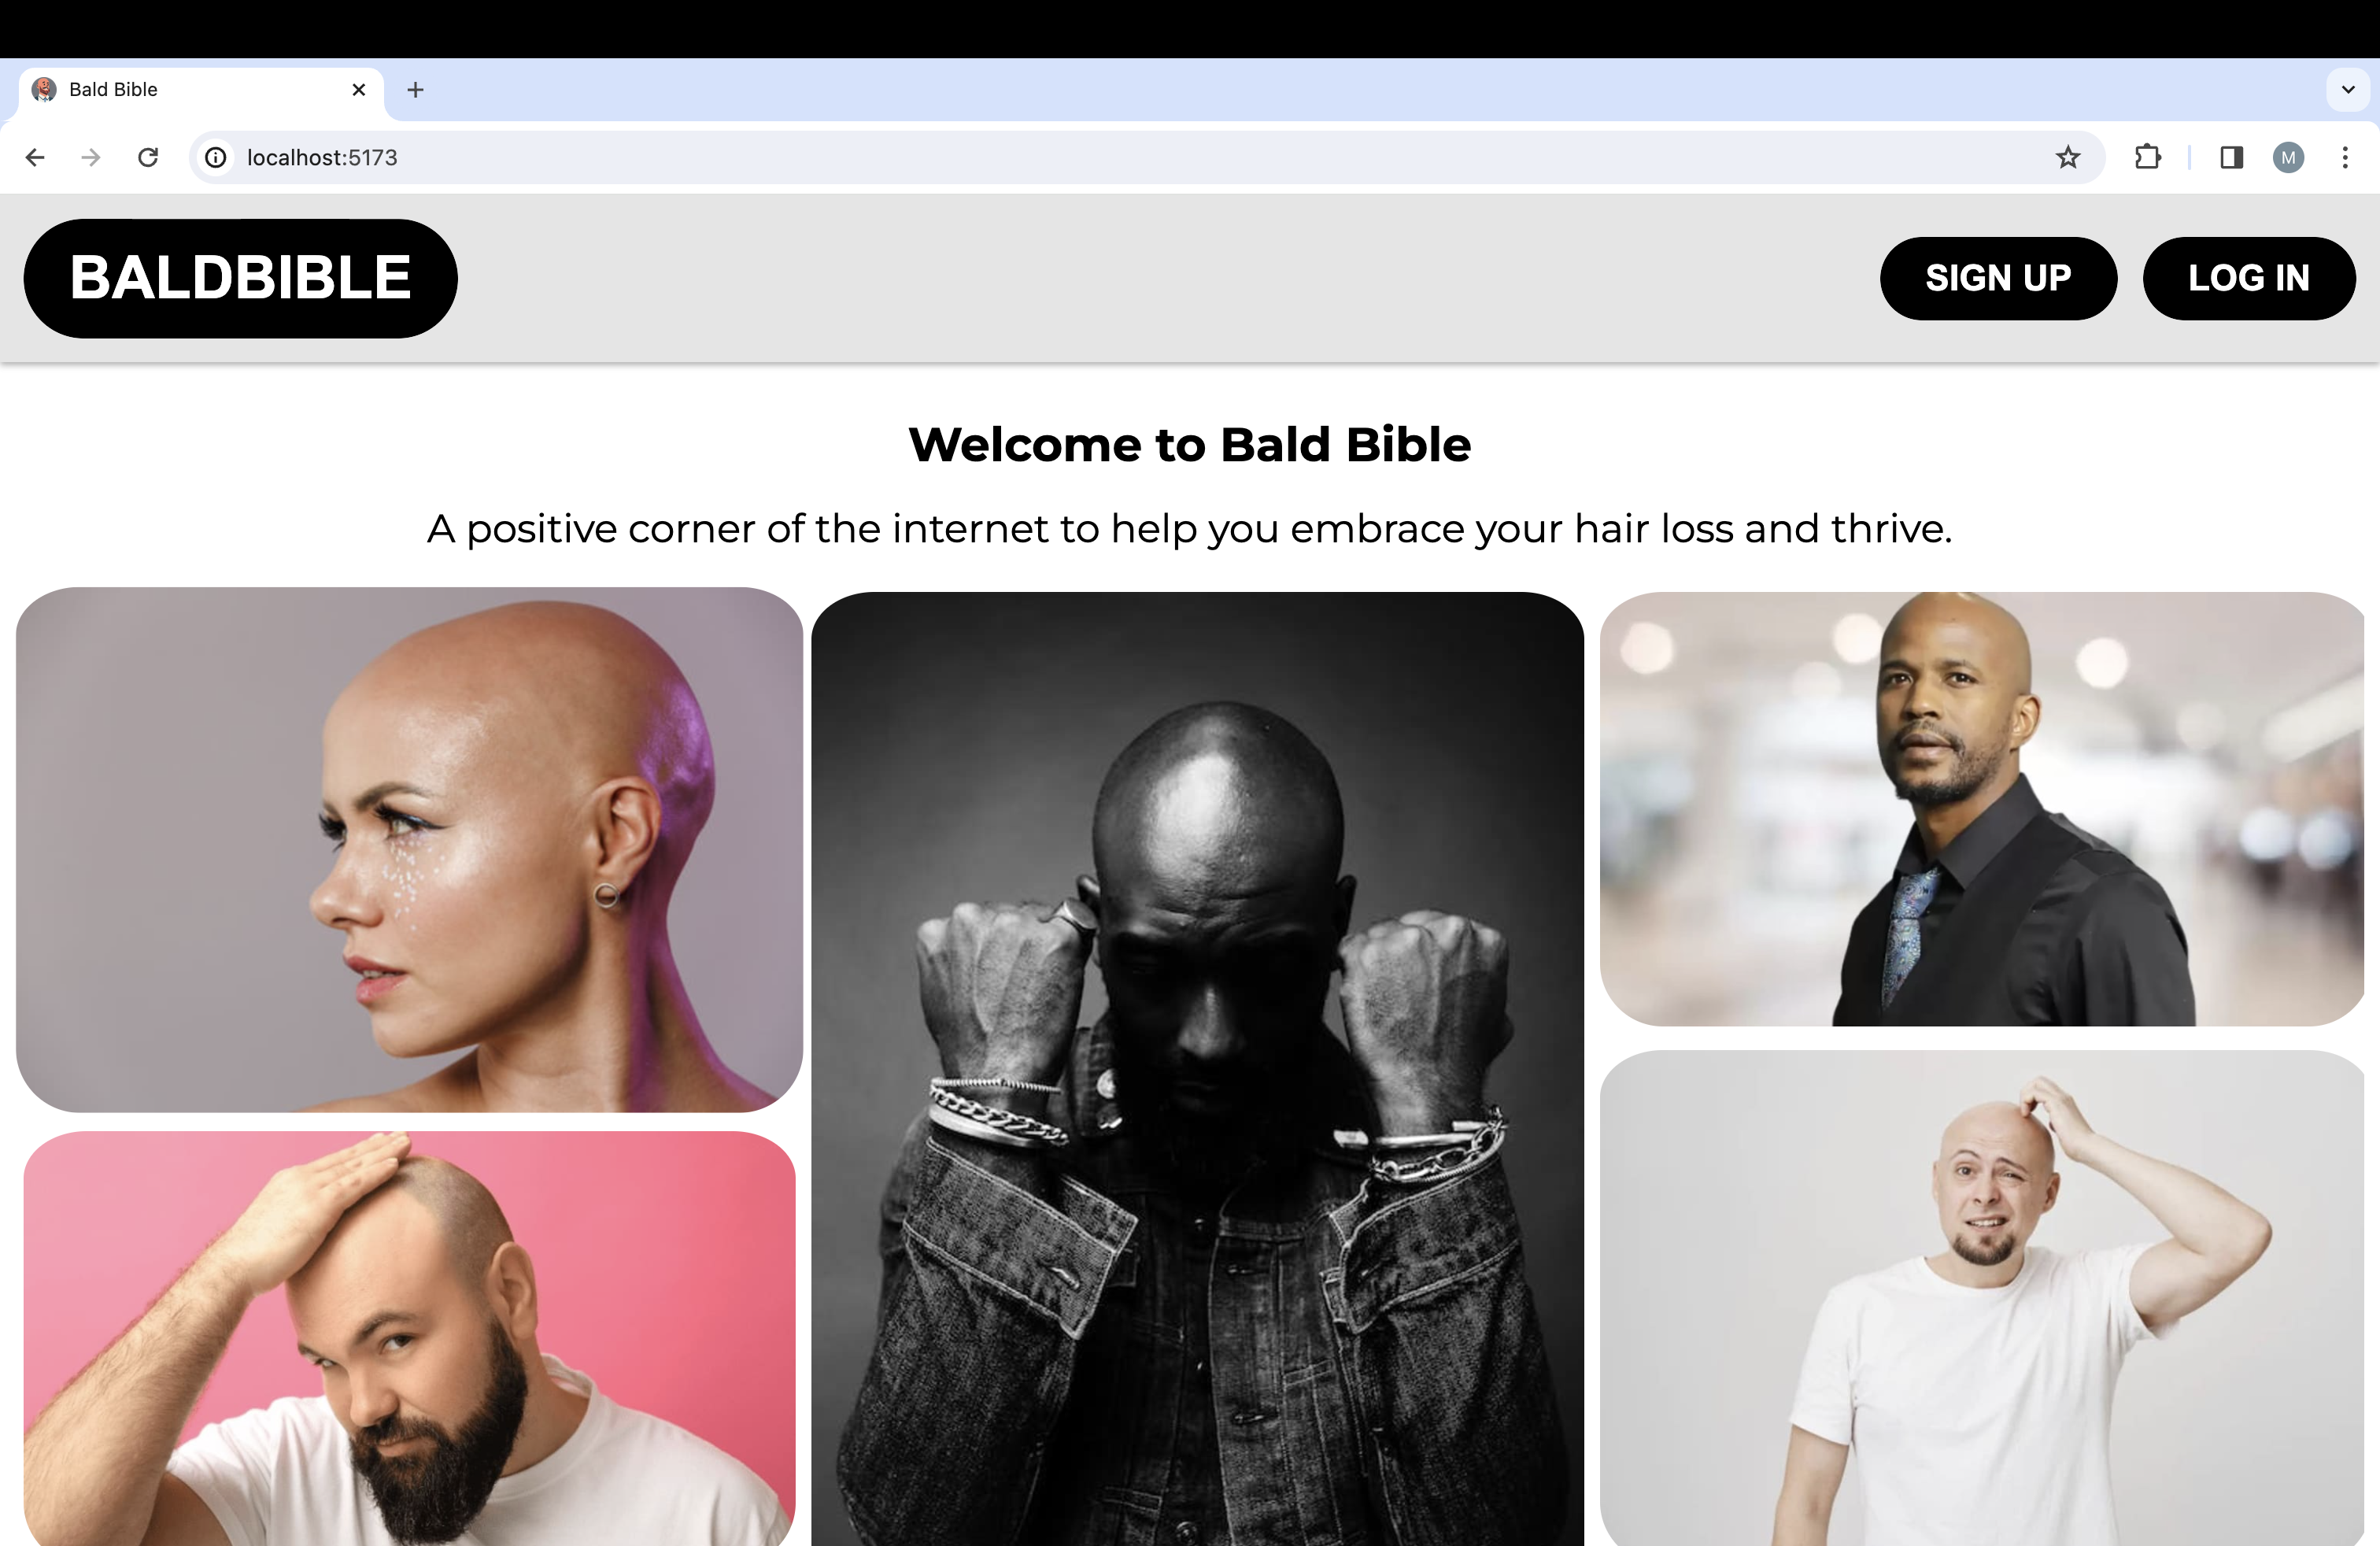 Bald Bible
localhost:5173
M
BALDBIBLE
SIGN UP
LOG IN
Welcome to Bald Bible
A positive corner of the internet to help you embrace your hair loss and thrive.